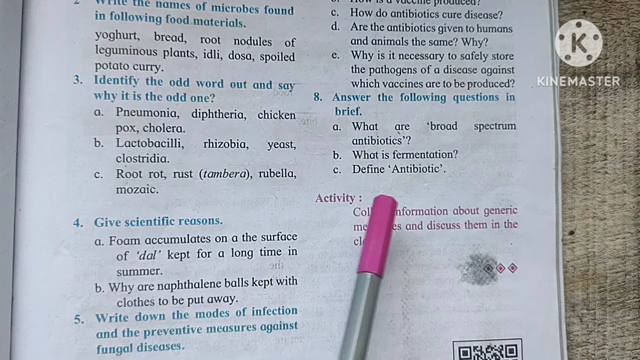 2 Write the names of microbes found
in following food materials.
yoghurt, bread, root nodules of
leguminous plants, idli, dosa, spoiled
potato curry.
3. Identify the odd word out and say
why it is the odd one?
a. Pneumonia, diphtheria, chicken
pox, cholera.
b. Lactobacilli, rhizobia, yeast,
clostridia.
c. Root rot, rust (tambera), rubella,
mozaic.
4. Give scientific reasons.
a. Foam accumulates on a the surface
of ‘dal’ kept for a long time in
summer.
b. Why are naphthalene balls kept with
clothes to be put away.
5. Write down the modes of infection
and the preventive measures against
fungal diseases.
b. How is a vaccine produced?
c. How do antibiotics cure disease?
d. Are the antibiotics given to humans
and animals the same? Why?
e. Why is it necessary to safely store
the pathogens of a disease against
which vaccines are to be produced?
8. Answer the following questions in
brief.
a. What are ‘broad spectrum
antibiotics’?
b. What is fermentation?
c. Define ‘Antibiotic’.
Activity :
information about generic
and discuss them in the
K
KINEMASTER